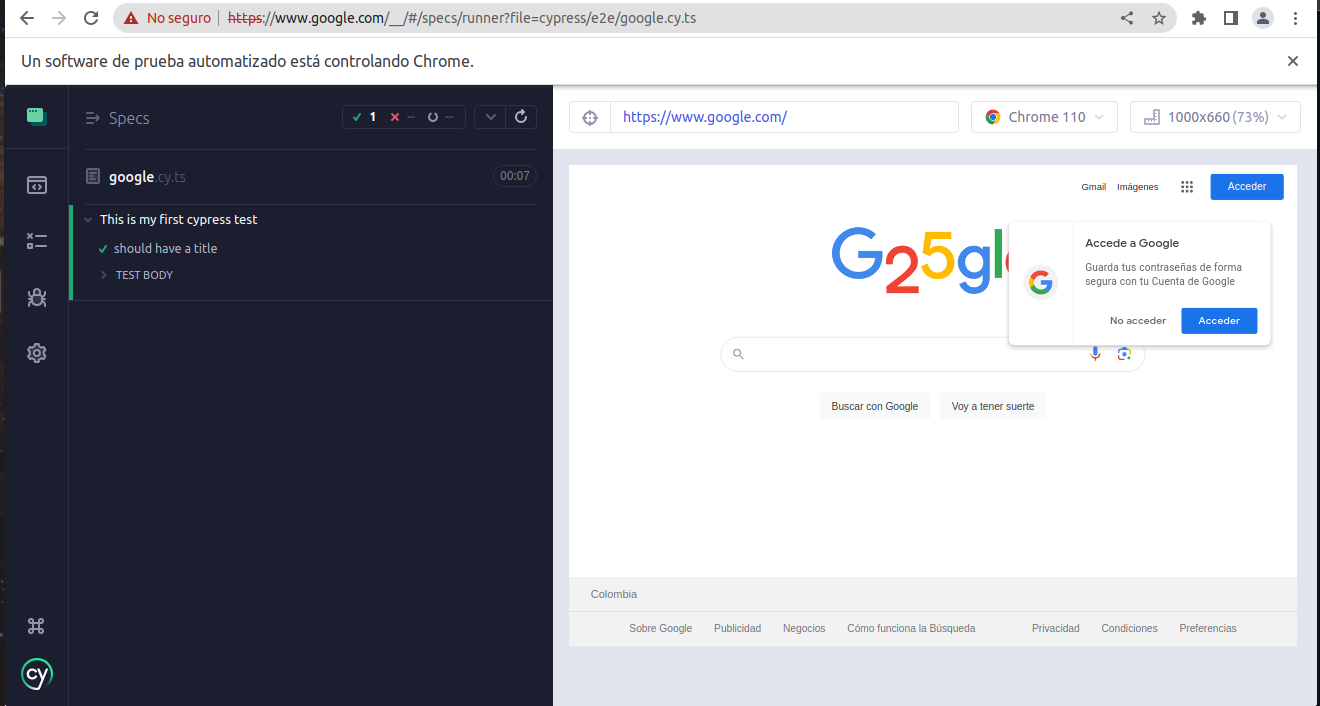 No seguro https://www.google.com/__/#/specs/runner?file=cypress/e2e/google.cy.ts
Un software de prueba automatizado está controlando Chrome.
Specs 1 -- --
google.cy.ts 00:07
This is my first cypress test
should have a title
TEST BODY
cy
https://www.google.com/ Chrome 110 1000x660 (73%)
Gmail Imágenes Acceder
G25gle
Accede a Google
Guarda tus contraseñas de forma
segura con tu Cuenta de Google
No acceder Acceder
Buscar con Google Voy a tener suerte
Colombia
Sobre Google Publicidad Negocios Cómo funciona la Búsqueda Privacidad Condiciones Preferencias